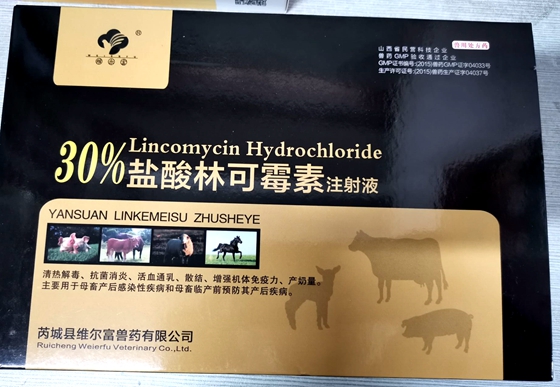 山西省民营科技企业
兽用处方药
兽药GMP验收通过企业
GMP证书编号:(2015)兽药GMP证字04033号
生产许可证号:(2015)兽药生产证字04037号
Lincomycin Hydrochloride
30%盐酸林可霉素注射液
YANSUAN LINKEMEISU ZHUSHEYE
清热解毒、抗菌消炎、活血通乳、散结、增强机体免疫力、产奶量。
主要用于母畜产后感染性疾病和母畜临产前预防其产后疾病。
芮城县维尔富兽药有限公司
Ruicheng Weierfu Veterinary Co.,Ltd.